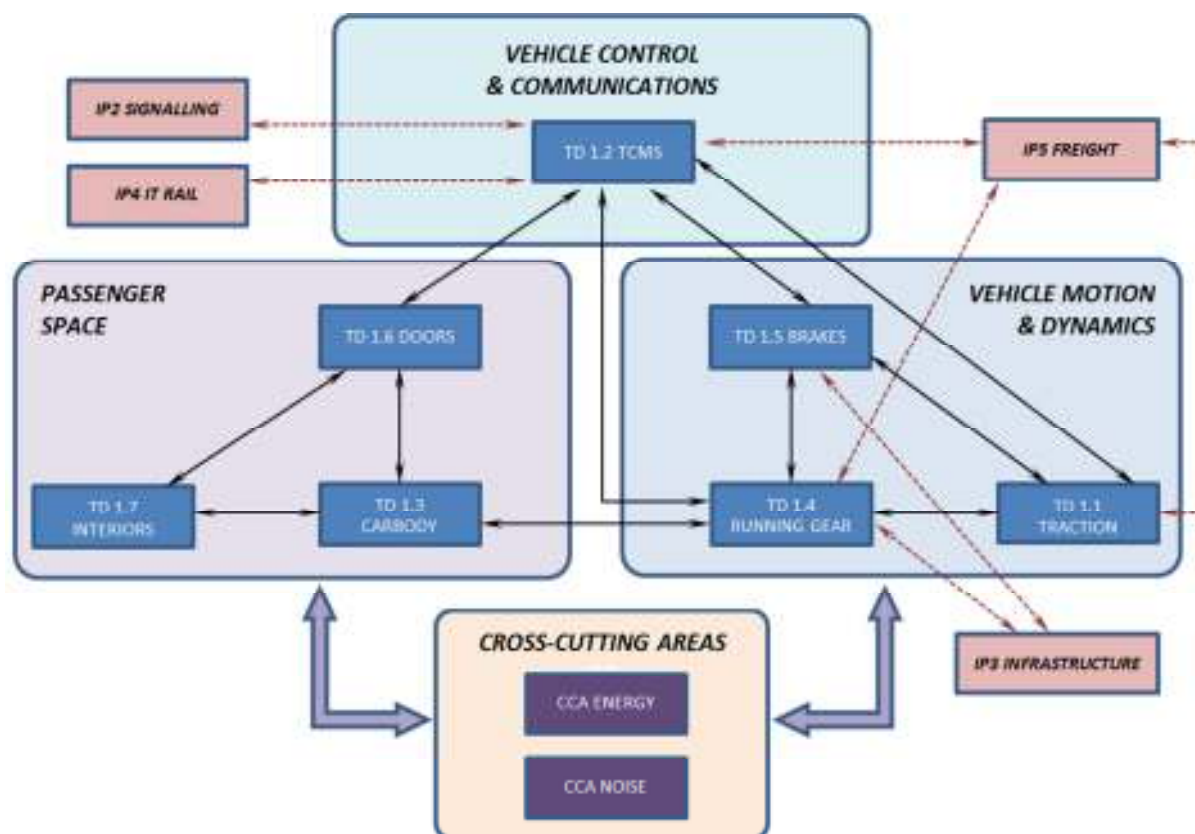 VEHICLE CONTROL
& COMMUNICATIONS
IP2 SIGNALLING
TD 1.2 TCMS
IP5 FREIGHT
IP4 IT RAIL
PASSENGER
SPACE
VEHICLE MOTION
& DYNAMICS
TD 1.6 DOORS
TD 1.5 BRAKES
TD 1.7
INTERIORS
TD 1.3
CARBODY
TD 1.4
RUNNING GEAR
TD 1.1
TRACTION
CROSS-CUTTING AREAS
IP3 INFRASTRUCTURE
CCA ENERGY
CCA NOISE